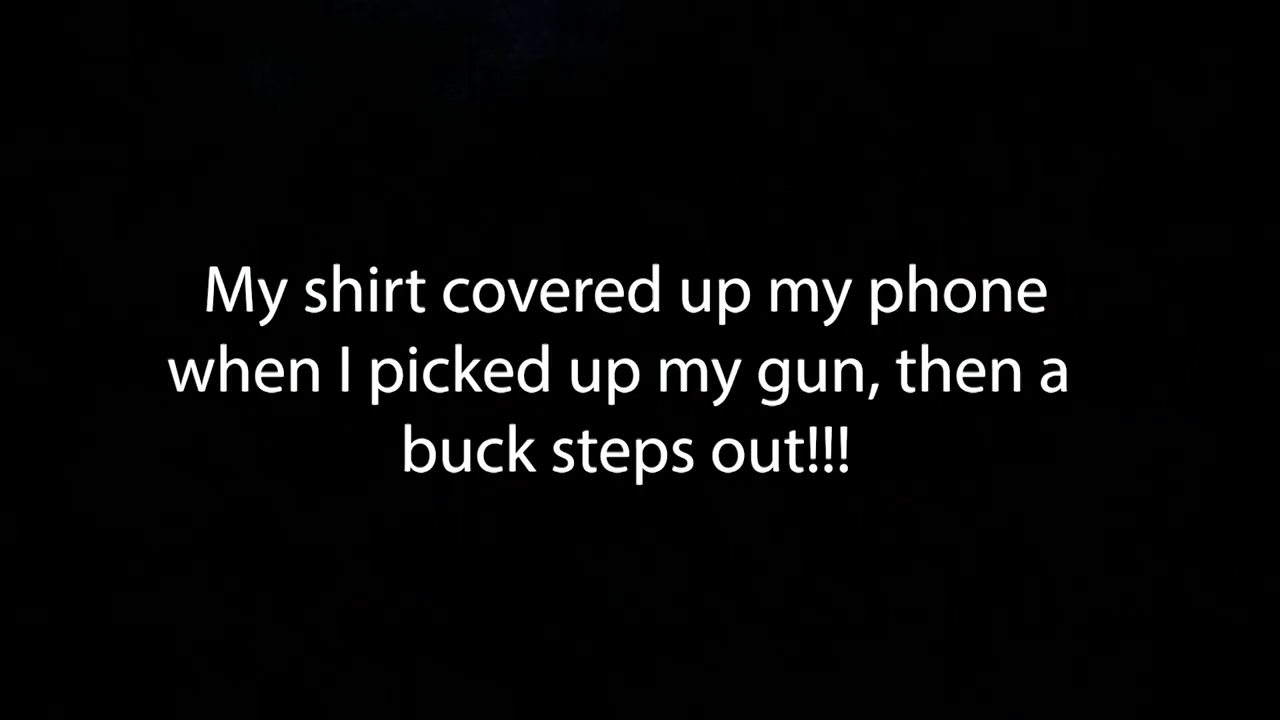 My shirt covered up my phone
when I picked up my gun, then a
buck steps out!!!